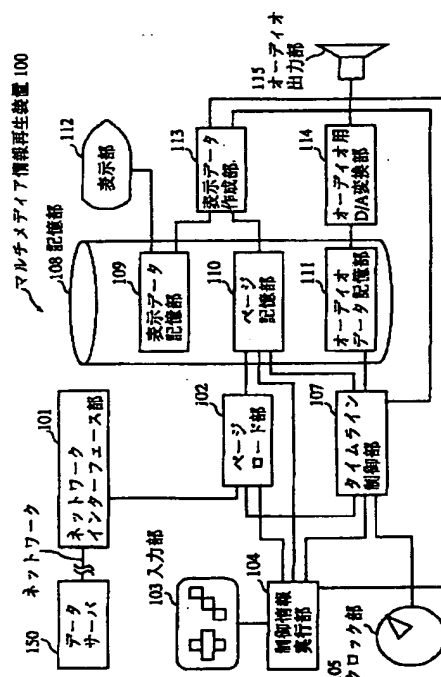 マルチメディア情報再生装置 100
108 記憶部
112
表示部
109
表示データ
記憶部
110
ページ
記憶部
111
オーディオ
データ記憶部
113
表示データ
作成部
114
オーディオ用
D/A変換部
115
オーディオ
出力部
101
ネットワーク
インターフェース部
ネットワーク
150
データ
サーバ
102
ページ
ロード部
103 入力部
104
制御情報
実行部
107
タイムライン
制御部
05
クロック部